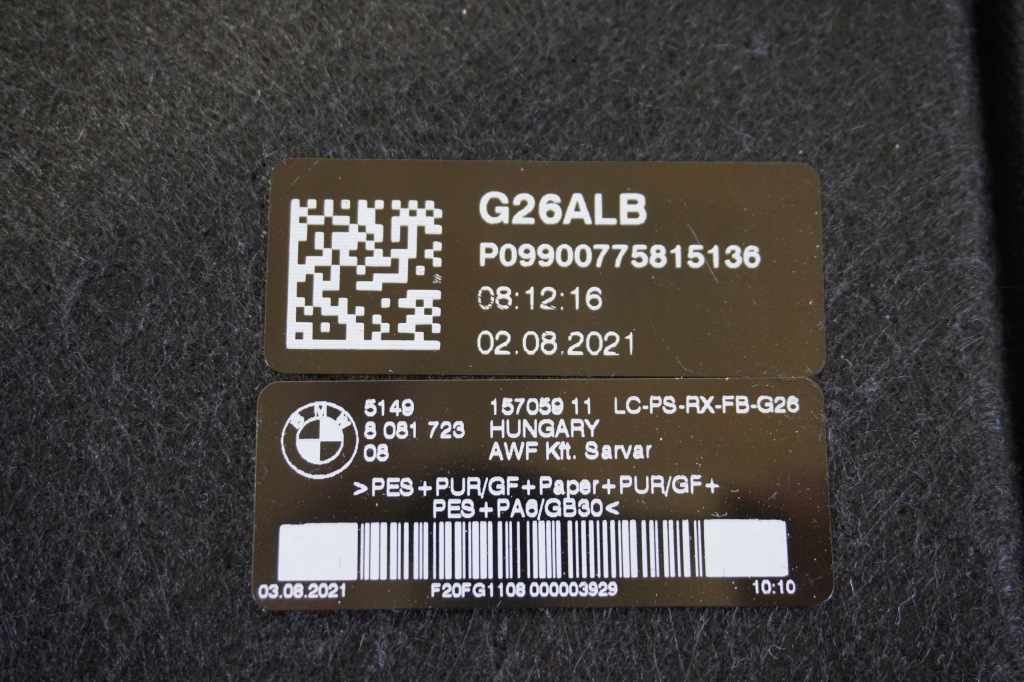 G26ALB
P09900775815136
08:12:16
02.08.2021
BMW
5149 157059 11 LC-PS-RX-FB-G26
8 081 723 HUNGARY
08 AWF Kft. Sarvar
>PES+PUR/GF+Paper+PUR/GF+
PES+PA6/GB30<
03.08.2021 F20FG1108 000003929 10:10